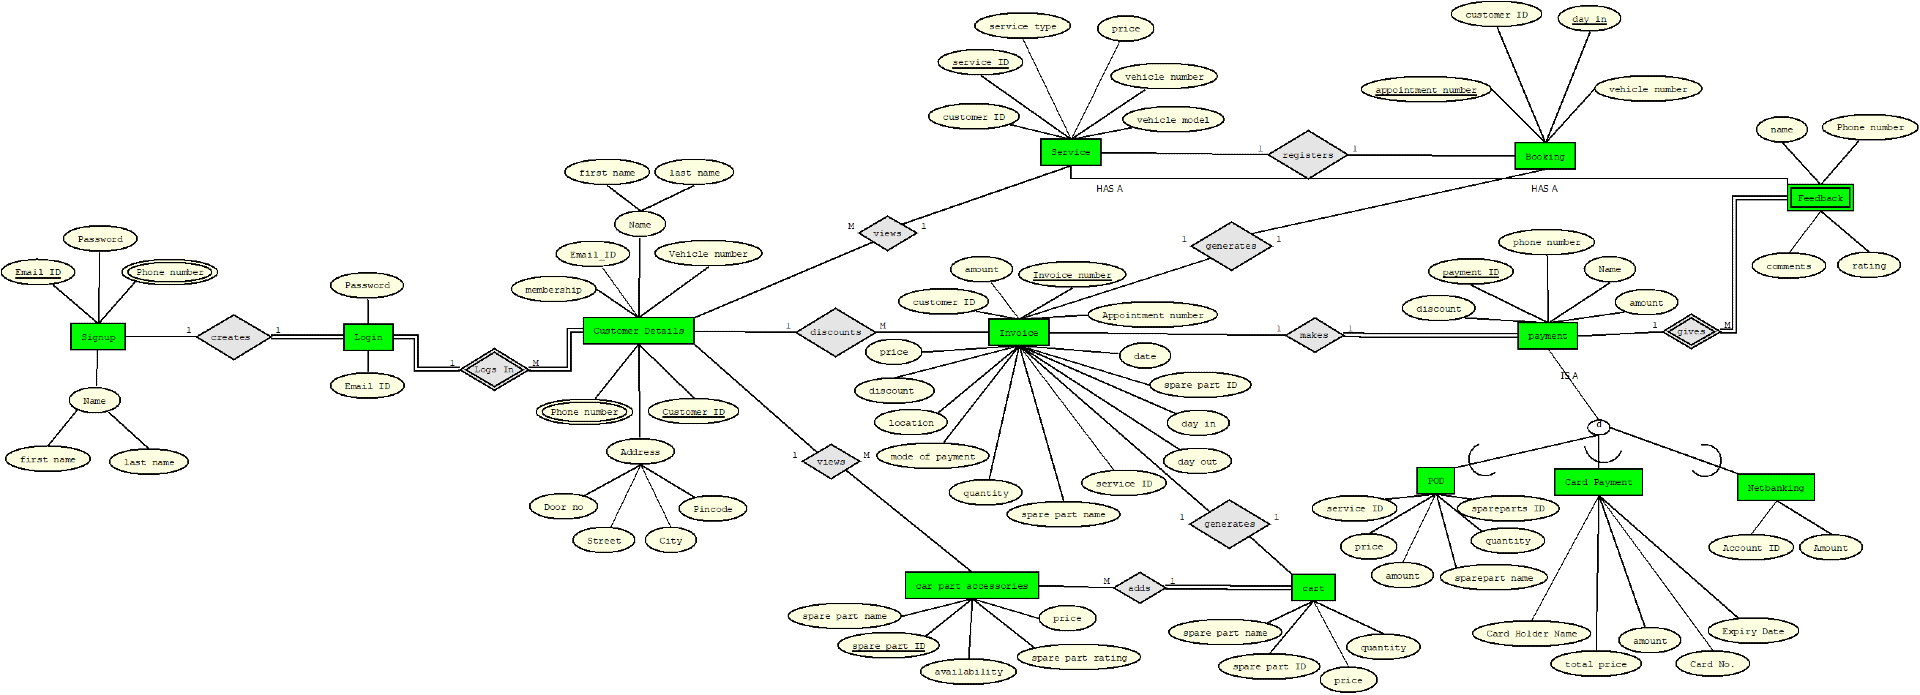 customer ID
day in
service type
price
service ID
vehicle number
appointment number
vehicle number
customer ID
vehicle model
name
Phone number
Service
1
registers
1
Booking
first name
last name
HAS A
HAS A
Feedback
Name
M
views
1
Password
Email_ID
Vehicle number
1
generates
1
phone number
Email ID
Phone number
amount
Invoice number
payment ID
Name
comments
rating
Password
membership
customer ID
Appointment number
discount
amount
Signup
1
creates
1
Login
Customer Details
1
discounts
M
Invoice
1
makes
1
payment
1
gives
M
price
date
1
Logs In
M
Email ID
discount
spare part ID
IS A
Name
Phone number
Customer ID
location
day in
d
first name
last name
Address
1
views
M
mode of payment
day out
service ID
POD
Card Payment
Netbanking
quantity
Door no
Pincode
spare part name
service ID
spareparts ID
1
generates
1
Street
City
price
quantity
Account ID
Amount
amount
sparepart name
car part accessories
M
adds
1
cart
spare part name
price
spare part name
Card Holder Name
Expiry Date
spare part ID
quantity
amount
availability
spare part rating
spare part ID
total price
Card No.
price